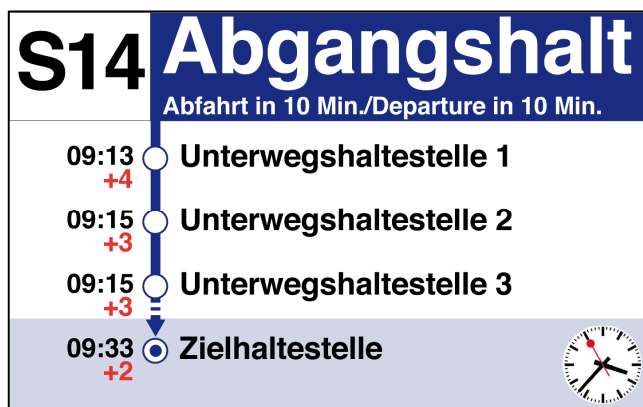 S14
Abgangshalt
Abfahrt in 10 Min./Departure in 10 Min.
09:13 Unterwegshaltestelle 1
+4
09:15 Unterwegshaltestelle 2
+3
09:15 Unterwegshaltestelle 3
+3
09:33 Zielhaltestelle
+2